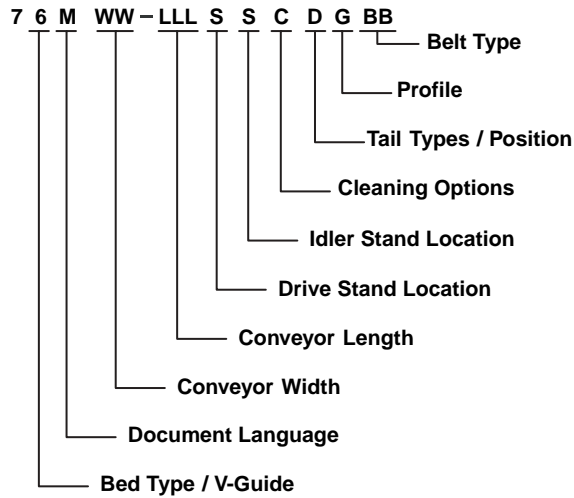 7 6 M WW – LLL S S C D G BB
Belt Type
Profile
Tail Types / Position
Cleaning Options
Idler Stand Location
Drive Stand Location
Conveyor Length
Conveyor Width
Document Language
Bed Type / V-Guide